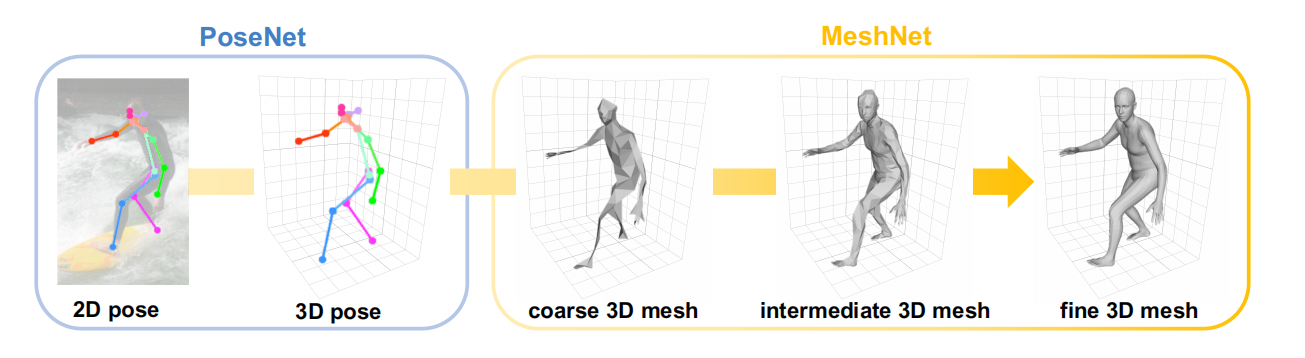 PoseNet
MeshNet
2D pose
3D pose
coarse 3D mesh
intermediate 3D mesh
fine 3D mesh